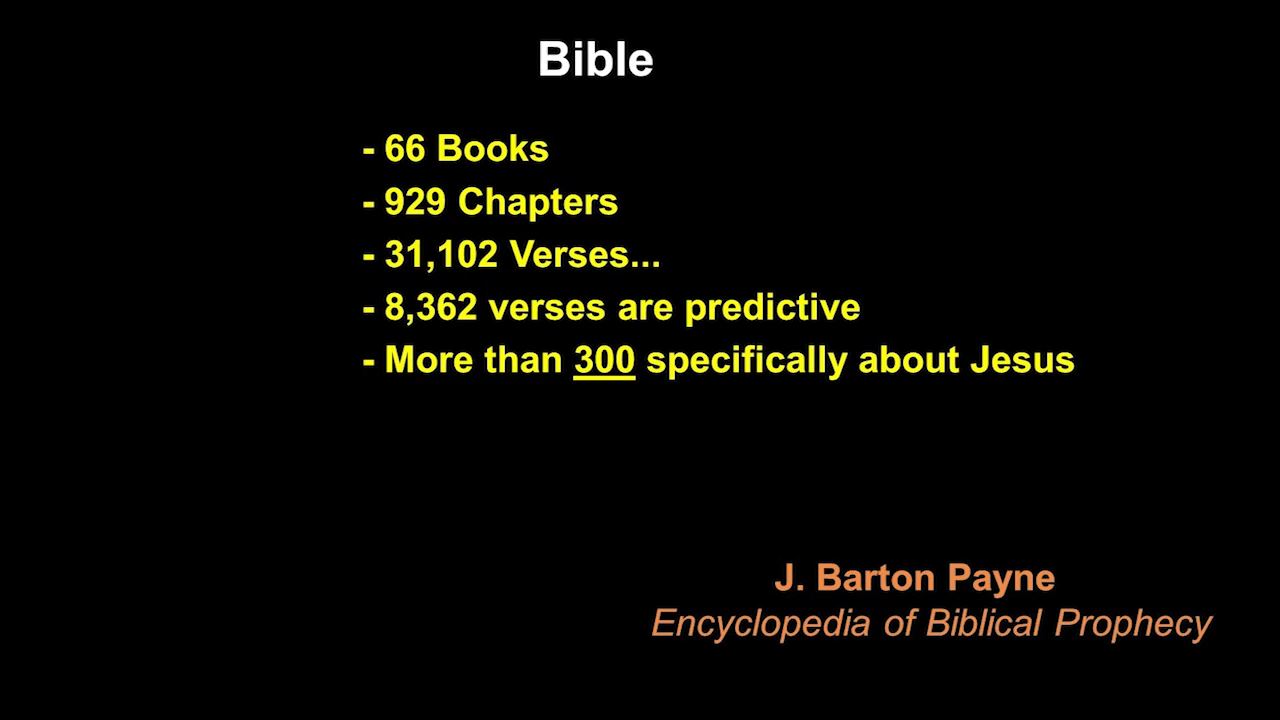 Bible
- 66 Books
- 929 Chapters
- 31,102 Verses...
- 8,362 verses are predictive
- More than 300 specifically about Jesus
J. Barton Payne
Encyclopedia of Biblical Prophecy